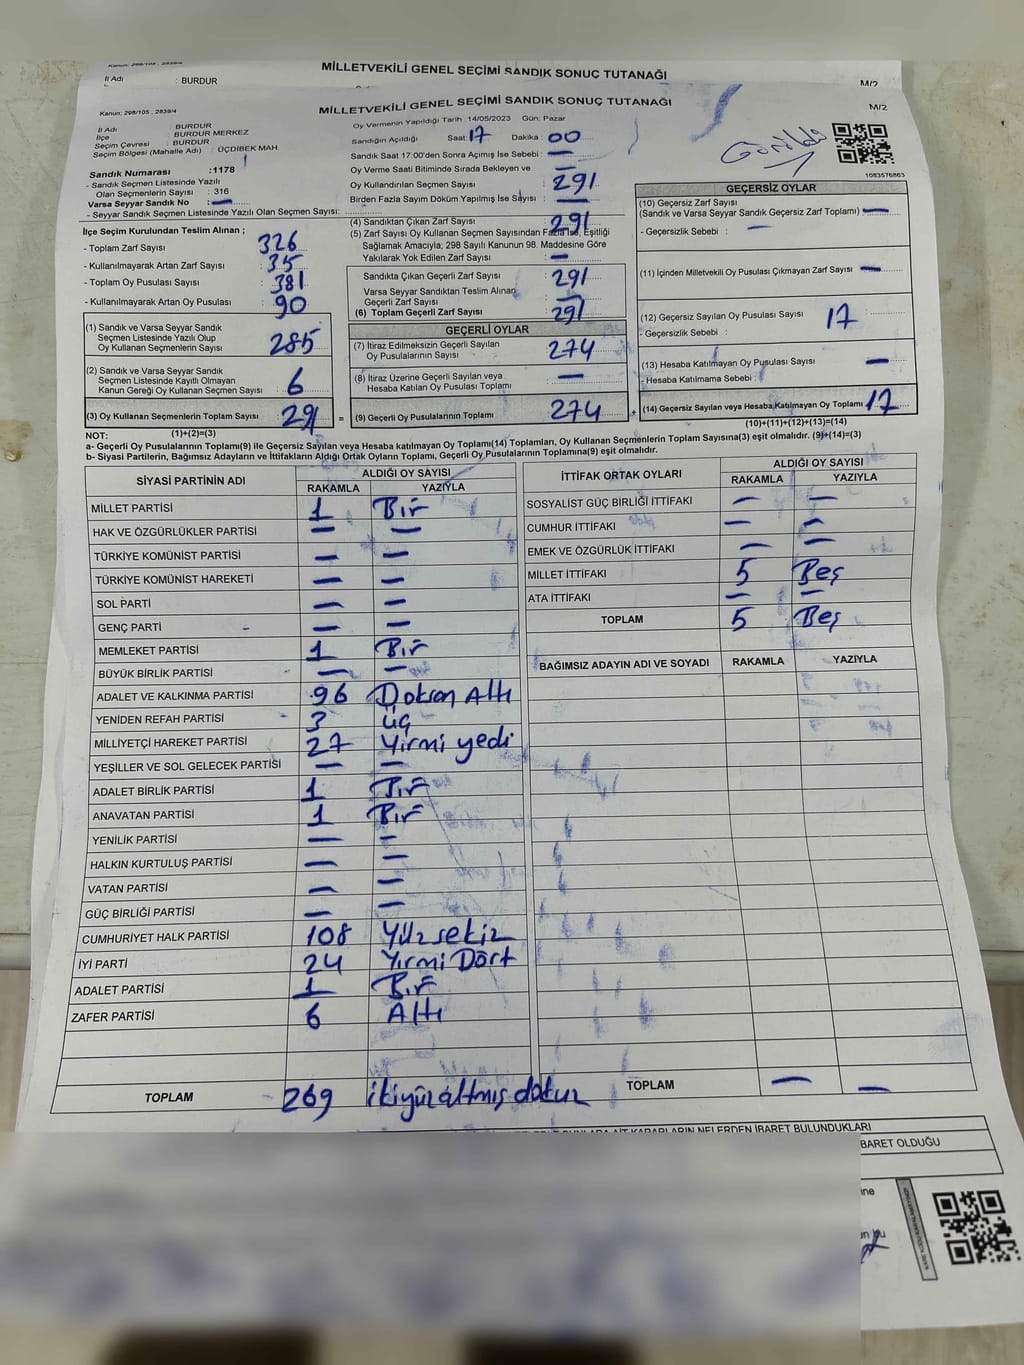 Kanun; 298/105 , 2839/4
MİLLETVEKİLİ GENEL SEÇİMİ SANDIK SONUÇ TUTANAĞI
İl Adı : BURDUR
M/2
Kanun; 298/105 , 2839/4
MİLLETVEKİLİ GENEL SEÇİMİ SANDIK SONUÇ TUTANAĞI
M/2
İl Adı : BURDUR
İlçe : BURDUR MERKEZ
Seçim Çevresi : BURDUR
Seçim Bölgesi (Mahalle Adı) : ÜÇDİBEK MAH.
Sandık Numarası :1178
- Sandık Seçmen Listesinde Yazılı
Olan Seçmenlerin Sayısı : 316
Varsa Seyyar Sandık No : —
- Seyyar Sandık Seçmen Listesinde Yazılı Olan Seçmen Sayısı:
Oy Vermenin Yapıldığı Tarih : 14/05/2023 Gün: Pazar
Sandığın Açıldığı Saat: 17 Dakika : 00
Sandık Saat 17.00'den Sonra Açımış İse Sebebi : —
Oy Verme Saati Bitiminde Sırada Bekleyen ve —
Oy Kullandırılan Seçmen Sayısı : 291
Birden Fazla Sayım Döküm Yapılmış İse Sayısı : —
1083576863
İlçe Seçim Kurulundan Teslim Alınan ;
- Toplam Zarf Sayısı : 326
- Kullanılmayarak Artan Zarf Sayısı : 35
- Toplam Oy Pusulası Sayısı : 381
- Kullanılmayarak Artan Oy Pusulası : 90
(1) Sandık ve Varsa Seyyar Sandık
Seçmen Listesinde Yazılı Olup
Oy Kullanan Seçmenlerin Sayısı : 285
(2) Sandık ve Varsa Seyyar Sandık
Seçmen Listesinde Kayıtlı Olmayan
Kanun Gereği Oy Kullanan Seçmen Sayısı : 6
(3) Oy Kullanan Seçmenlerin Toplam Sayısı : 291
(1)+(2)=(3)
(4) Sandıktan Çıkan Zarf Sayısı : 291
(5) Zarf Sayısı Oy Kullanan Seçmen Sayısından Fazla İse, Eşitliği
Sağlamak Amacıyla; 298 Sayılı Kanunun 98. Maddesine Göre
Yakılarak Yok Edilen Zarf Sayısı : —
Sandıkta Çıkan Geçerli Zarf Sayısı : 291
Varsa Seyyar Sandıktan Teslim Alınan
Geçerli Zarf Sayısı : —
(6) Toplam Geçerli Zarf Sayısı : 291
GEÇERLİ OYLAR
(7) İtiraz Edilmeksizin Geçerli Sayılan
Oy Pusulalarının Sayısı : 274
(8) İtiraz Üzerine Geçerli Sayılan veya
Hesaba Katılan Oy Pusulası Toplamı : —
= (9) Geçerli Oy Pusulalarının Toplamı : 274
GEÇERSİZ OYLAR
(10) Geçersiz Zarf Sayısı
(Sandık ve Varsa Seyyar Sandık Geçersiz Zarf Toplamı) : —
- Geçersizlik Sebebi : —
(11) İçinden Milletvekili Oy Pusulası Çıkmayan Zarf Sayısı : —
(12) Geçersiz Sayılan Oy Pusulası Sayısı : 17
- Geçersizlik Sebebi :
(13) Hesaba Katılmayan Oy Pusulası Sayısı : —
- Hesaba Katılmama Sebebi :
+ (14) Geçersiz Sayılan veya Hesaba Katılmayan Oy Toplamı : 17
(10)+(11)+(12)+(13)=(14)
NOT:
a- Geçerli Oy Pusulalarının Toplamı(9) ile Geçersiz Sayılan veya Hesaba katılmayan Oy Toplamı(14) Toplamları, Oy Kullanan Seçmenlerin Toplam Sayısına(3) eşit olmalıdır. (9)+(14)=(3)
b- Siyasi Partilerin, Bağımsız Adayların ve İttifakların Aldığı Ortak Oyların Toplamı, Geçerli Oy Pusulalarının Toplamına(9) eşit olmalıdır.
SİYASİ PARTİNİN ADI ALDIĞI OY SAYISI
RAKAMLA YAZIYLA
MİLLET PARTİSİ 1 Bir
HAK VE ÖZGÜRLÜKLER PARTİSİ — —
TÜRKİYE KOMÜNİST PARTİSİ — —
TÜRKİYE KOMÜNİST HAREKETİ — —
SOL PARTİ — —
GENÇ PARTİ — —
MEMLEKET PARTİSİ 1 Bir
BÜYÜK BİRLİK PARTİSİ — —
ADALET VE KALKINMA PARTİSİ 96 Doksan Altı
YENİDEN REFAH PARTİSİ 3 üç
MİLLİYETÇİ HAREKET PARTİSİ 27 Yirmi yedi
YEŞİLLER VE SOL GELECEK PARTİSİ — —
ADALET BİRLİK PARTİSİ 1 Bir
ANAVATAN PARTİSİ 1 Bir
YENİLİK PARTİSİ — —
HALKIN KURTULUŞ PARTİSİ — —
VATAN PARTİSİ — —
GÜÇ BİRLİĞİ PARTİSİ — —
CUMHURİYET HALK PARTİSİ 108 Yüzsekiz
İYİ PARTİ 24 Yirmi Dört
ADALET PARTİSİ 1 Bir
ZAFER PARTİSİ 6 Altı
TOPLAM 269 ikiyüzaltmış dokuz
İTTİFAK ORTAK OYLARI ALDIĞI OY SAYISI
RAKAMLA YAZIYLA
SOSYALİST GÜÇ BİRLİĞİ İTTİFAKI — —
CUMHUR İTTİFAKI — —
EMEK VE ÖZGÜRLÜK İTTİFAKI — —
MİLLET İTTİFAKI 5 Beş
ATA İTTİFAKI — —
TOPLAM 5 Beş
BAĞIMSIZ ADAYIN ADI VE SOYADI RAKAMLA YAZIYLA
TOPLAM — —
KARARLARIN NELERDEN İBARET BULUNDUKLARI
BARET OLDUĞU